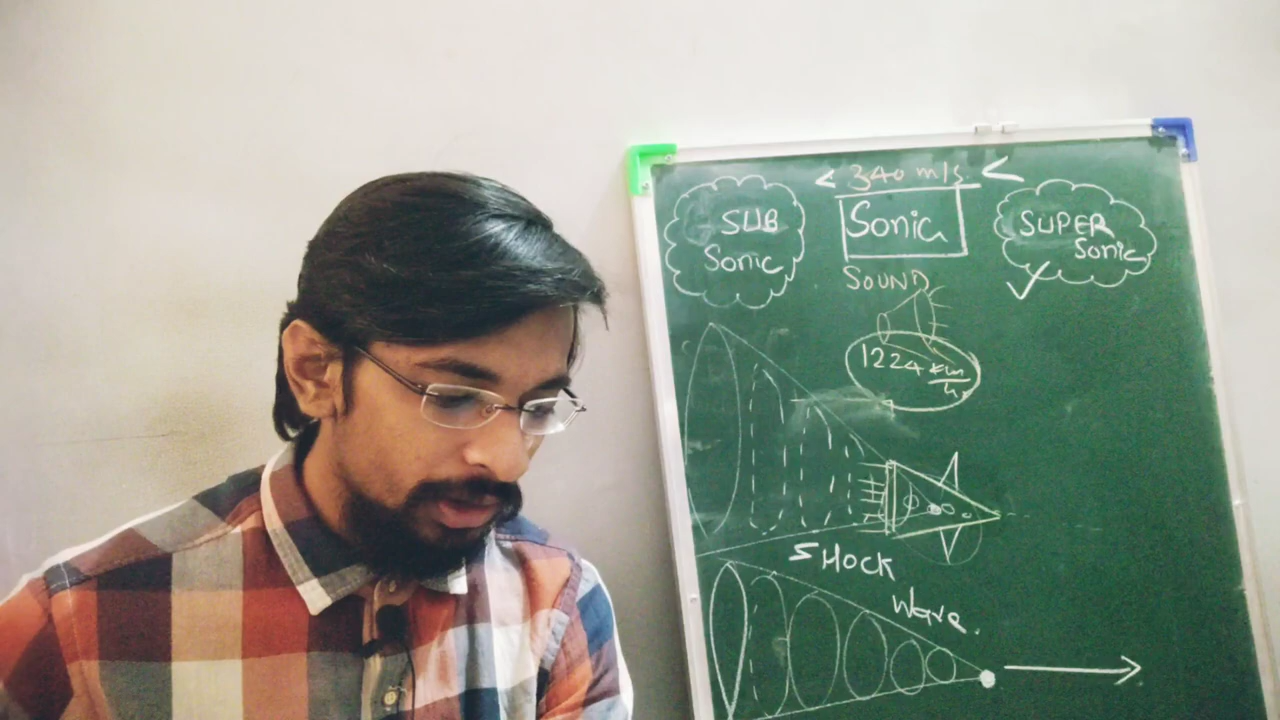 < 340 m/s. <
SUB
Sonic
Sonic
SUPER
Sonic
SOUND
1224 km/h
SHOCK
Wave.